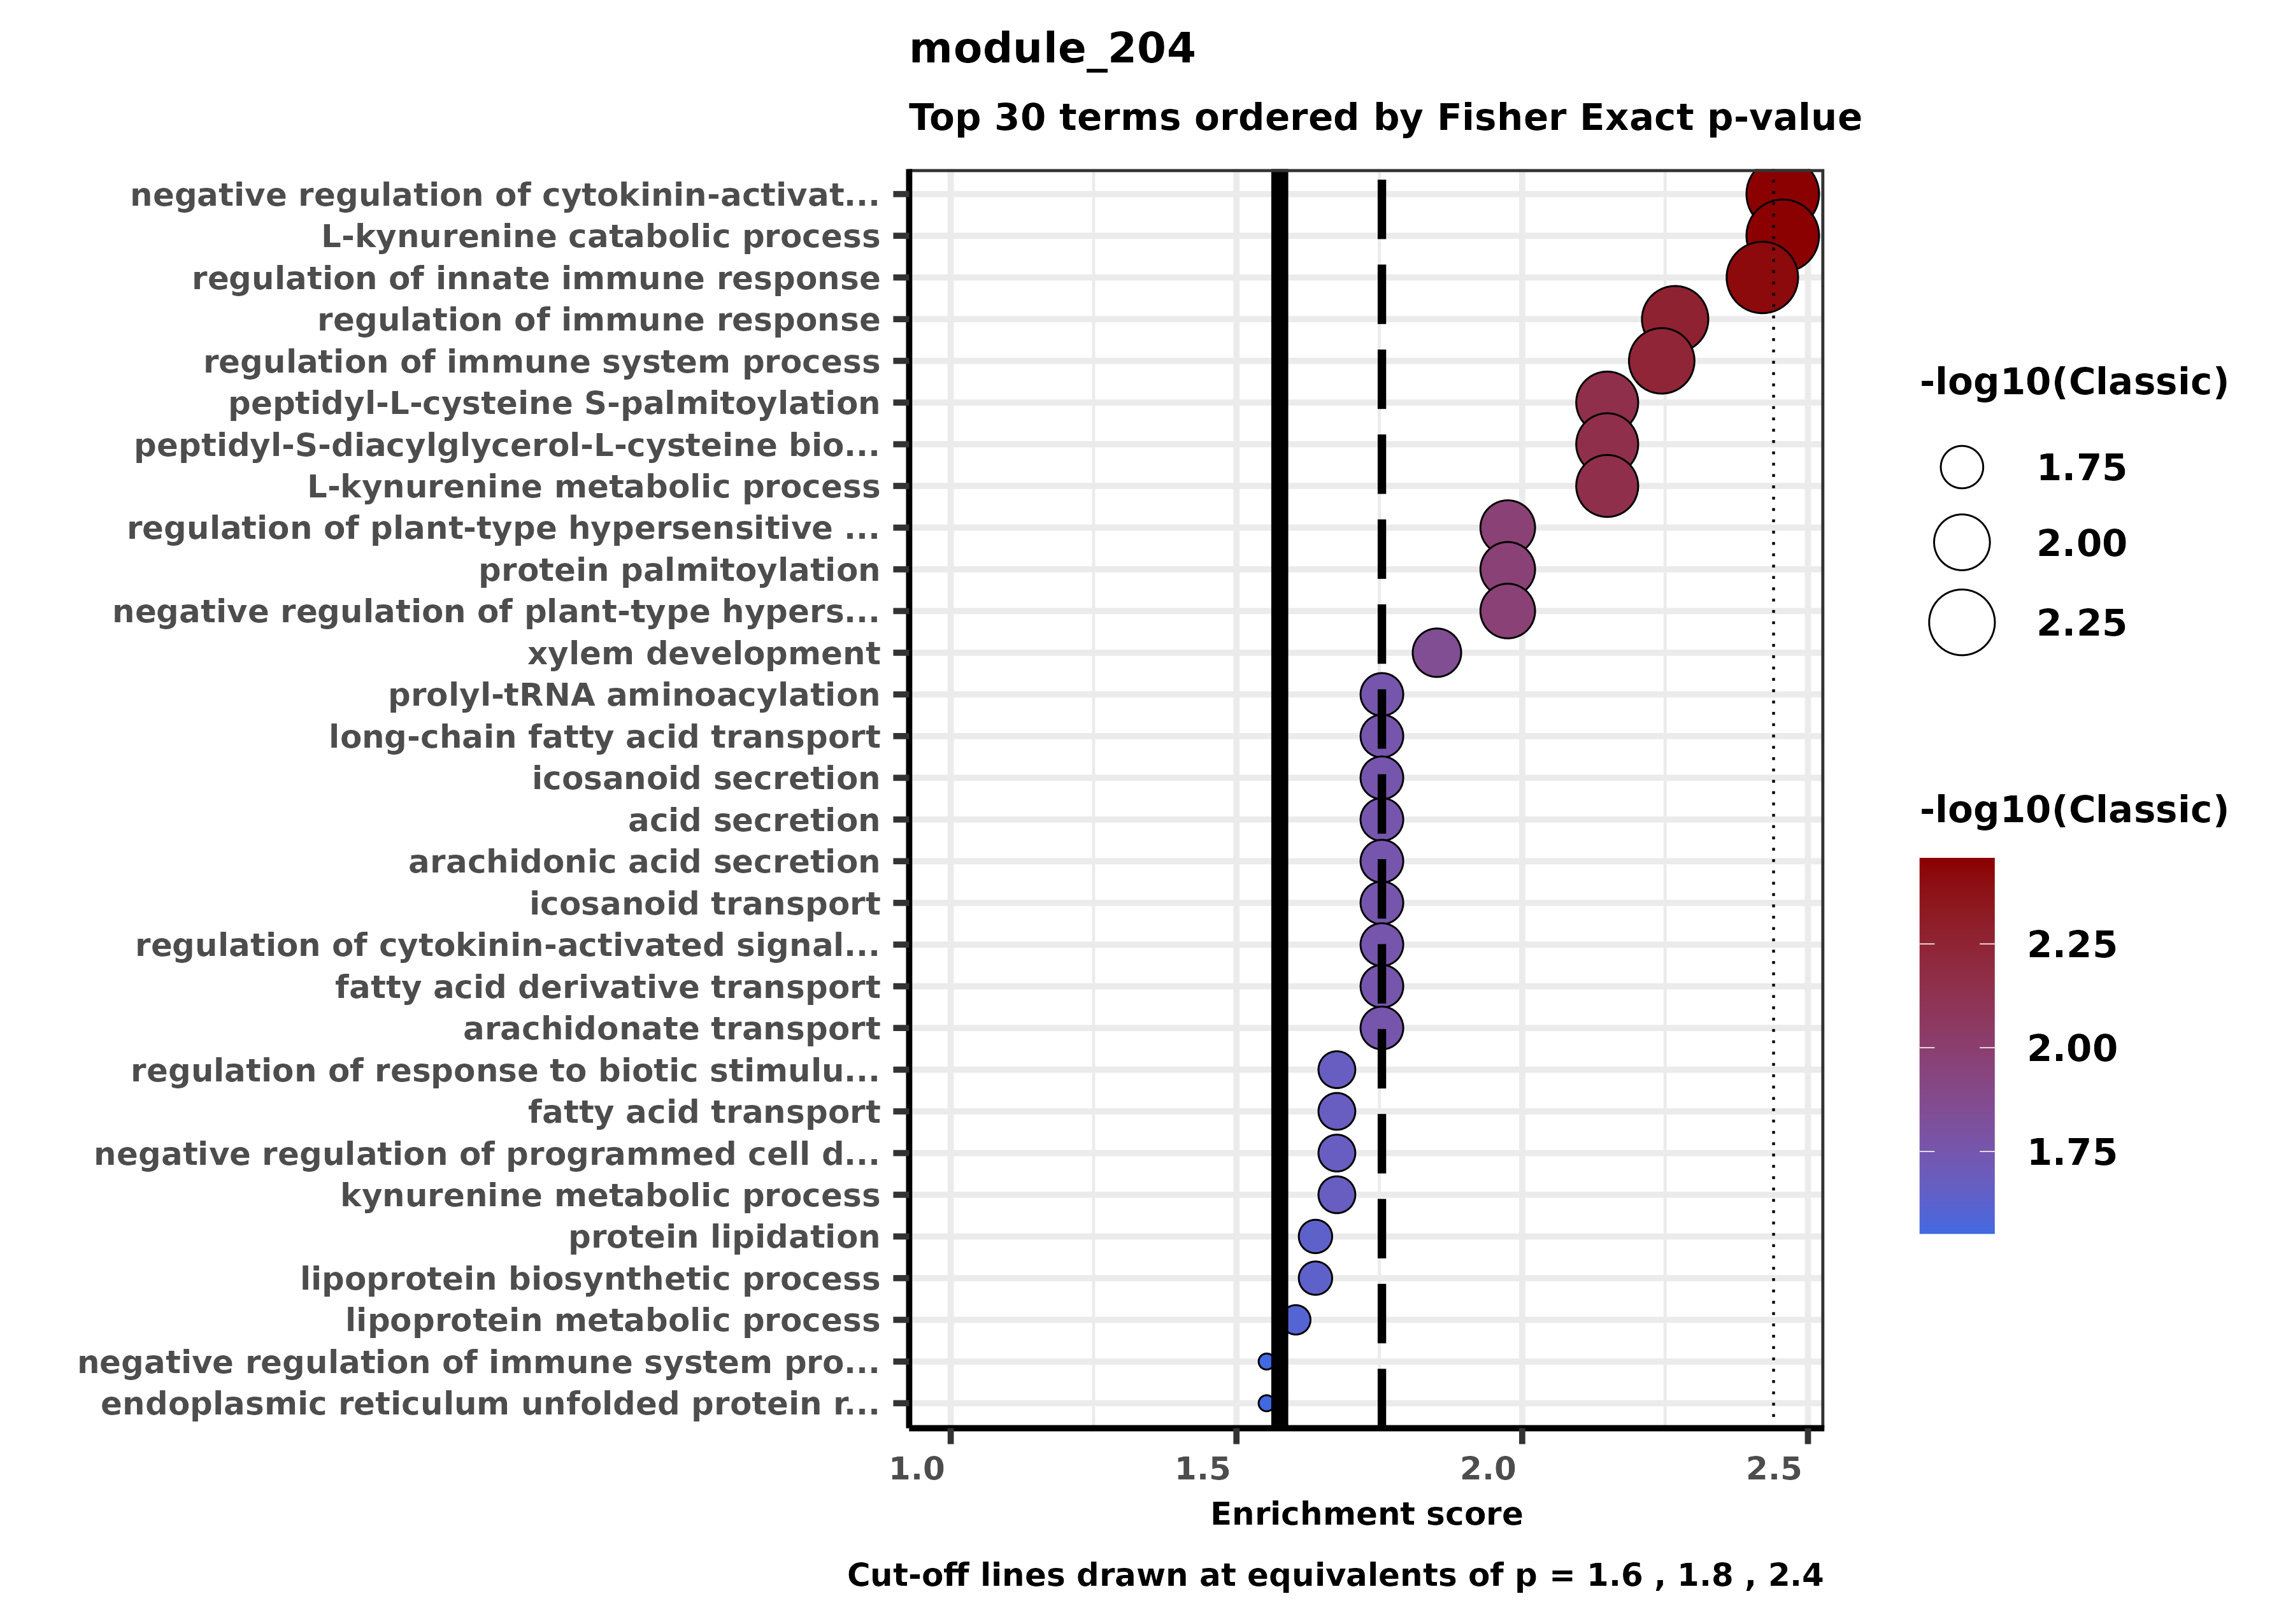 module_204
Top 30 terms ordered by Fisher Exact p-value
negative regulation of cytokinin-activat...
L-kynurenine catabolic process
regulation of innate immune response
regulation of immune response
regulation of immune system process
peptidyl-L-cysteine S-palmitoylation
peptidyl-S-diacylglycerol-L-cysteine bio...
L-kynurenine metabolic process
regulation of plant-type hypersensitive ...
protein palmitoylation
negative regulation of plant-type hypers...
xylem development
prolyl-tRNA aminoacylation
long-chain fatty acid transport
icosanoid secretion
acid secretion
arachidonic acid secretion
icosanoid transport
regulation of cytokinin-activated signal...
fatty acid derivative transport
arachidonate transport
regulation of response to biotic stimulu...
fatty acid transport
negative regulation of programmed cell d...
kynurenine metabolic process
protein lipidation
lipoprotein biosynthetic process
lipoprotein metabolic process
negative regulation of immune system pro...
endoplasmic reticulum unfolded protein r...
1.0 1.5 2.0 2.5
Enrichment score
Cut-off lines drawn at equivalents of p = 1.6 , 1.8 , 2.4
-log10(Classic)
1.75
2.00
2.25
-log10(Classic)
2.25
2.00
1.75